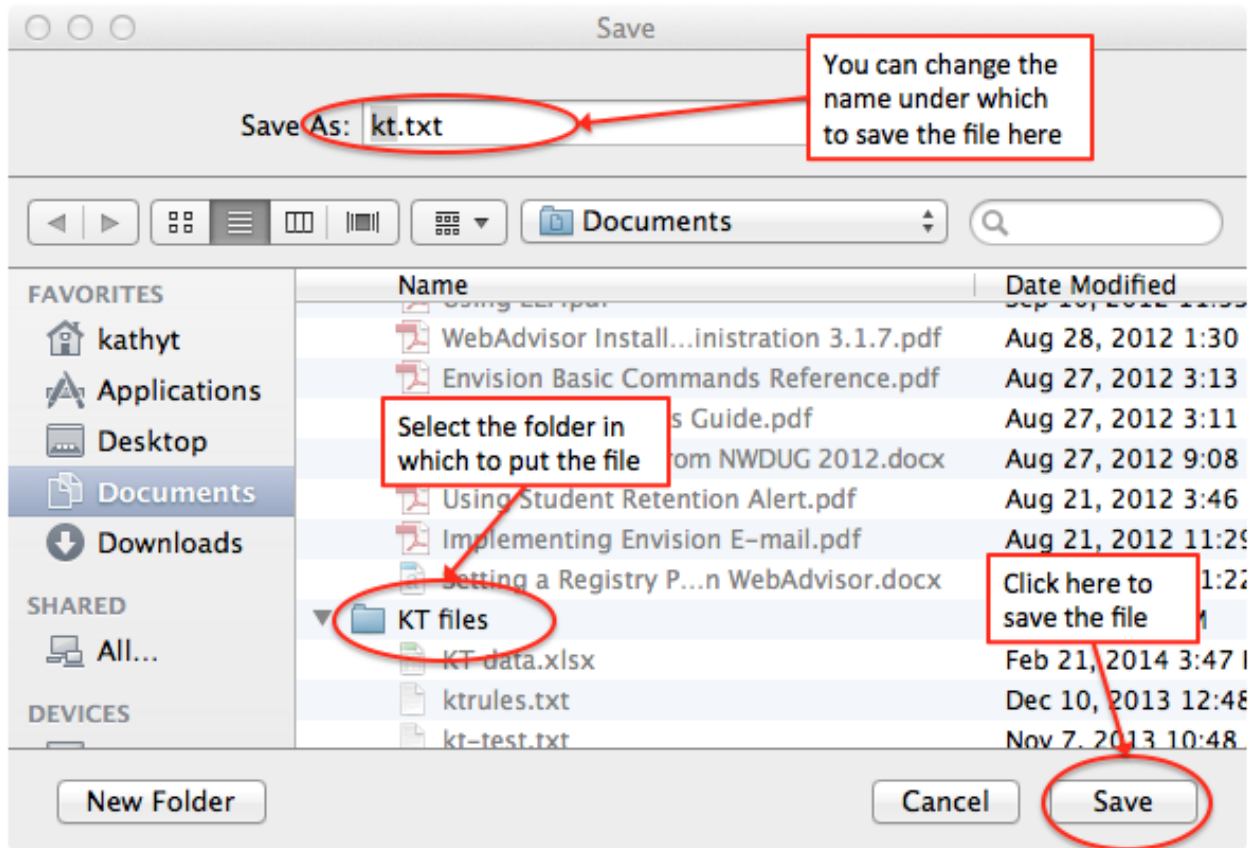 Save
You can change the
name under which
to save the file here
Save As: kt.txt
Documents
Name Date Modified
FAVORITES
kathyt
Applications
Desktop
Documents
Downloads
SHARED
All...
DEVICES
WebAdvisor Install...inistration 3.1.7.pdf Aug 28, 2012 1:30
Envision Basic Commands Reference.pdf Aug 27, 2012 3:13
s Guide.pdf Aug 27, 2012 3:11
om NWDUG 2012.docx Aug 27, 2012 9:08
Using Student Retention Alert.pdf Aug 21, 2012 3:46
Implementing Envision E-mail.pdf Aug 21, 2012 11:29
Setting a Registry P...n WebAdvisor.docx 1:22
KT files
KT data.xlsx Feb 21, 2014 3:47
ktrules.txt Dec 10, 2013 12:48
kt-test.txt Nov 7, 2013 10:48
Select the folder in
which to put the file
Click here to
save the file
New Folder Cancel Save